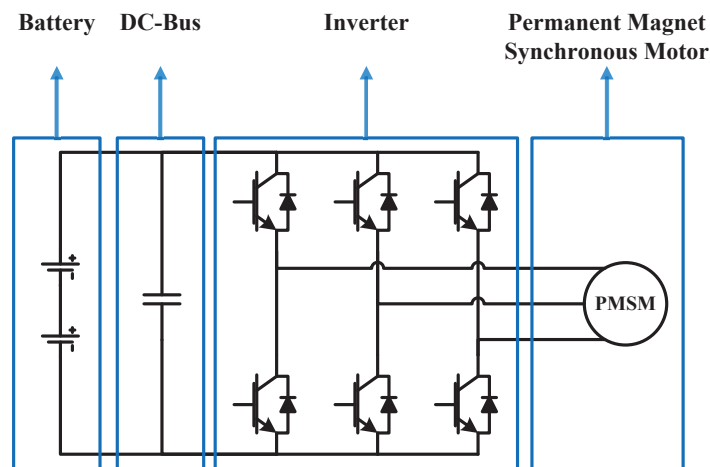 Battery
DC-Bus
Inverter
Permanent Magnet
Synchronous Motor
PMSM